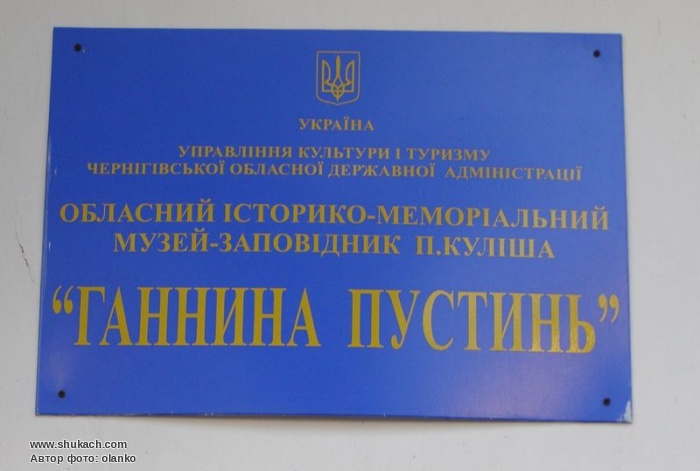 УКРАЇНА
УПРАВЛІННЯ КУЛЬТУРИ І ТУРИЗМУ
ЧЕРНІГІВСЬКОЇ ОБЛАСНОЇ ДЕРЖАВНОЇ АДМІНІСТРАЦІЇ
ОБЛАСНИЙ ІСТОРИКО-МЕМОРІАЛЬНИЙ
МУЗЕЙ-ЗАПОВІДНИК П.КУЛІША
“ГАННИНА ПУСТИНЬ”
www.shukach.com
Автор фото: olanko